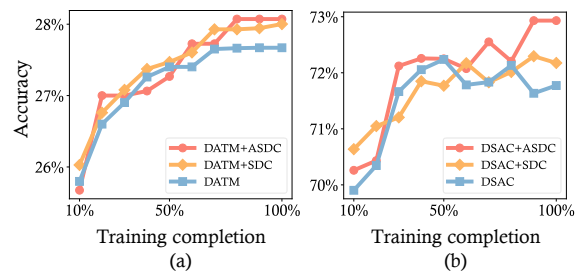 Accuracy
28%
27%
26%
DATM+ASDC
DATM+SDC
DATM
10%
50%
100%
Training completion
(a)
73%
72%
71%
70%
DSAC+ASDC
DSAC+SDC
DSAC
10%
50%
100%
Training completion
(b)